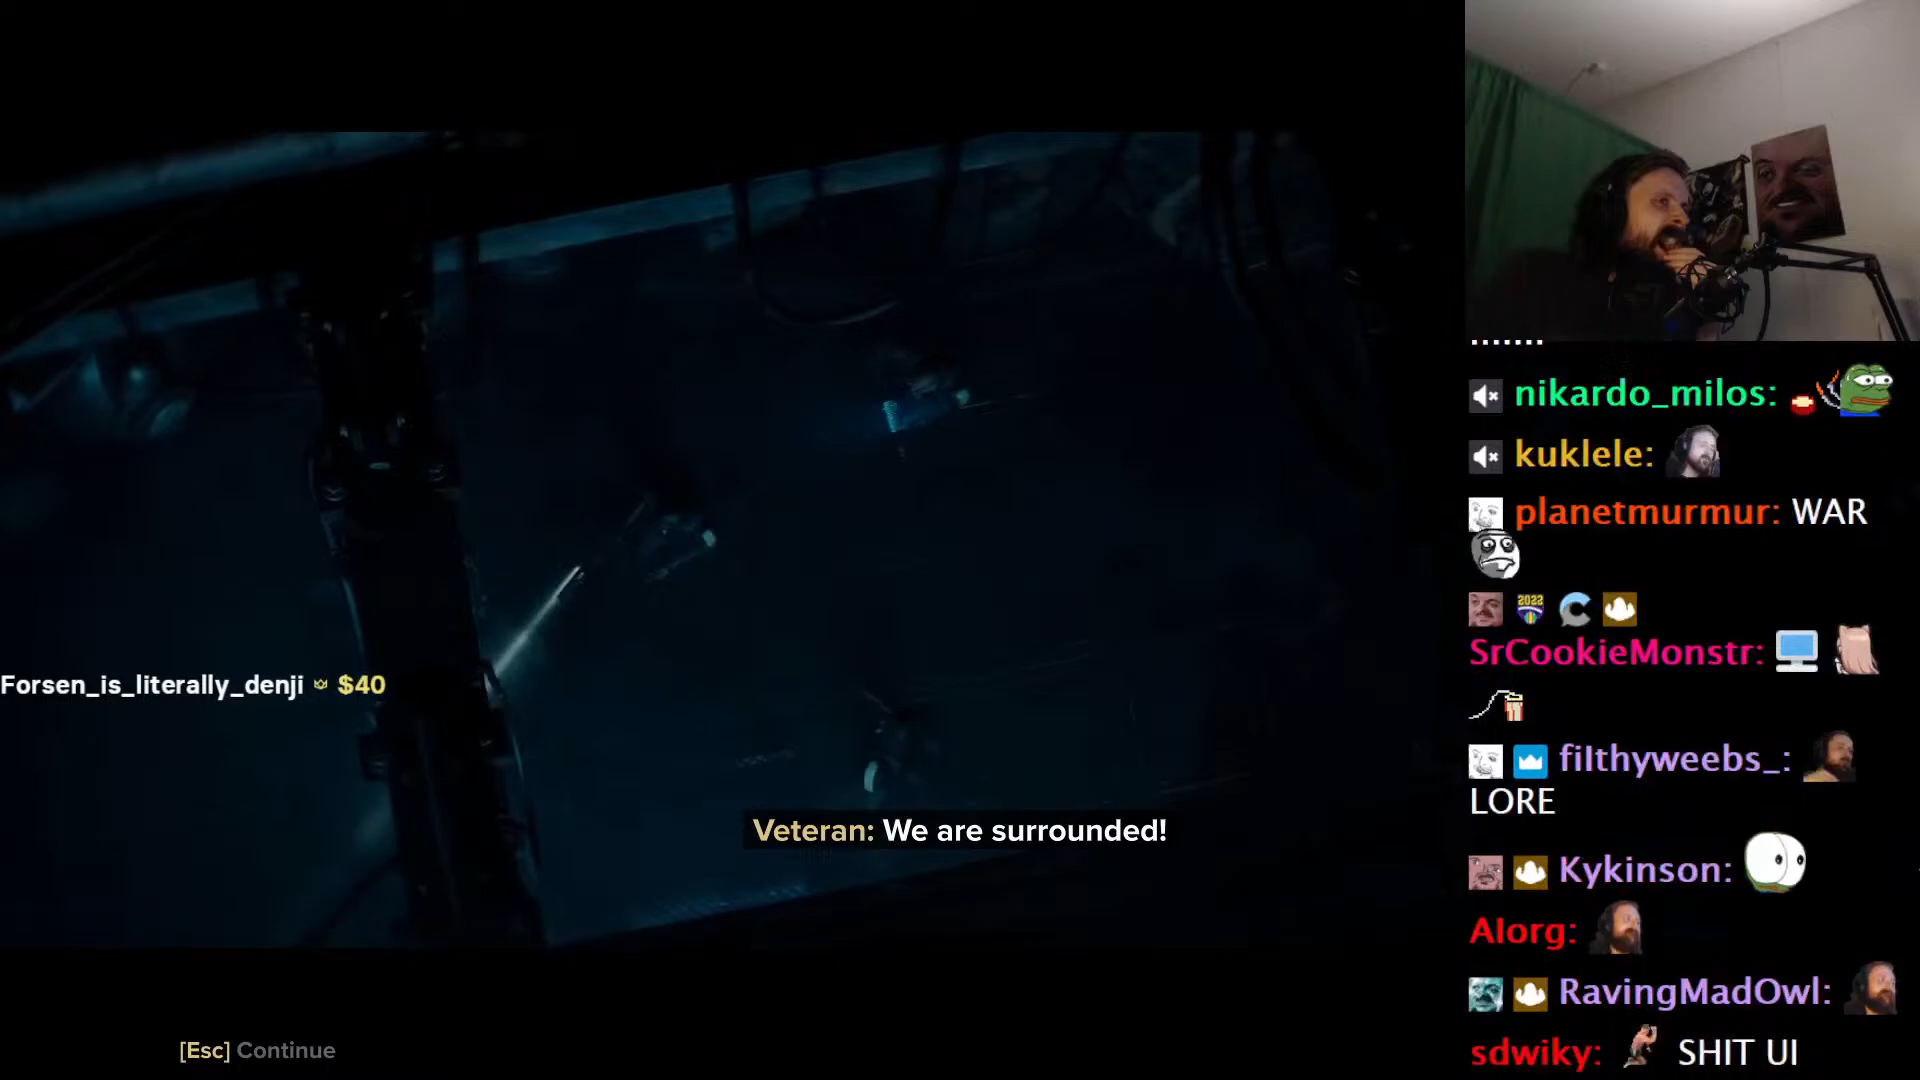 .......
nikardo_milos:
kuklele:
planetmurmur: WAR
2022
SrCookieMonstr:
Forsen_is_literally_denji $40
filthyweebs_:
LORE
Veteran: We are surrounded!
Kykinson:
Alorg:
RavingMadOwl:
[Esc] Continue
sdwiky: SHIT UI